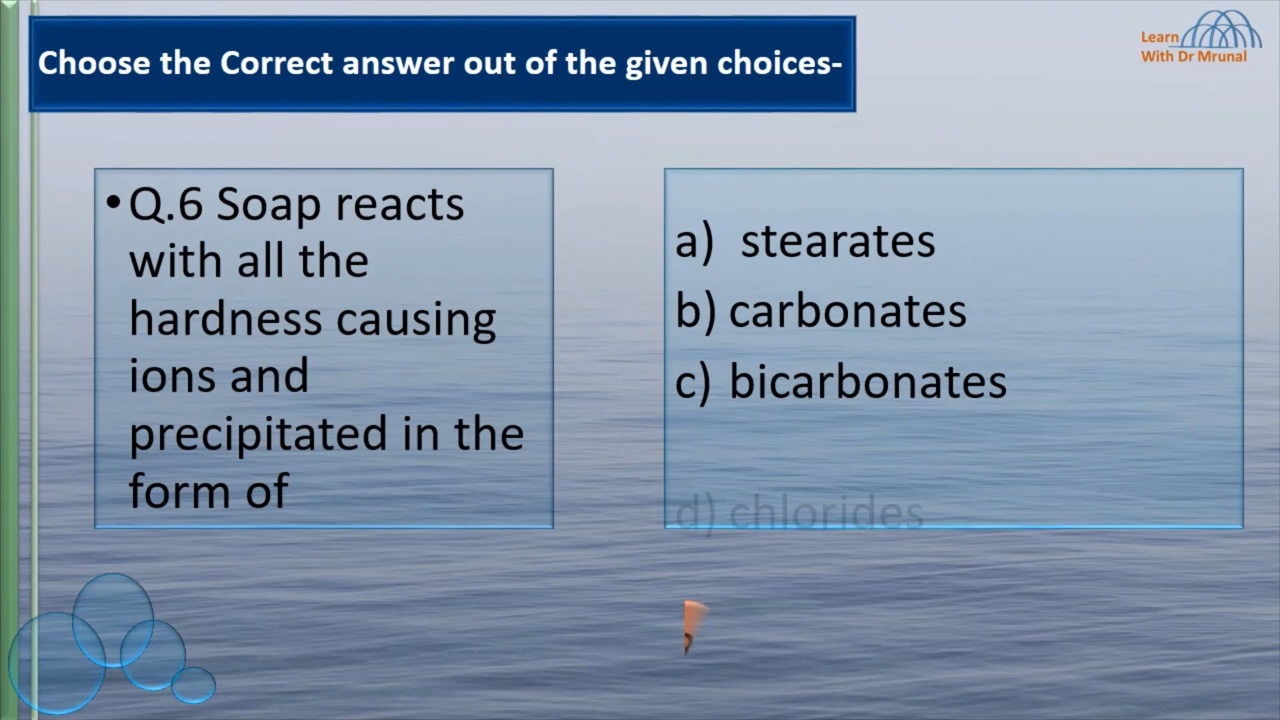 Choose the Correct answer out of the given choices-
Learn
With Dr Mrunal
•Q.6 Soap reacts
with all the
hardness causing
ions and
precipitated in the
form of
a) stearates
b) carbonates
c) bicarbonates
d) chlorides